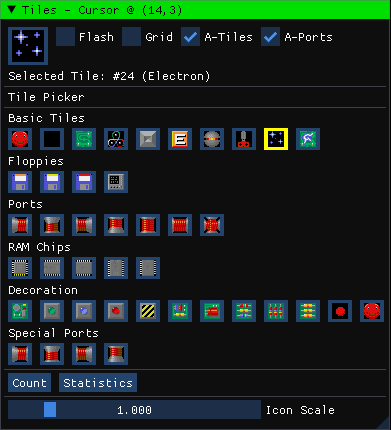 Tiles - Cursor @ (14,3)
Flash Grid A-Tiles A-Ports
Selected Tile: #24 (Electron)
Tile Picker
Basic Tiles
Floppies
Ports
RAM Chips
Decoration
Special Ports
Count Statistics
1.000 Icon Scale